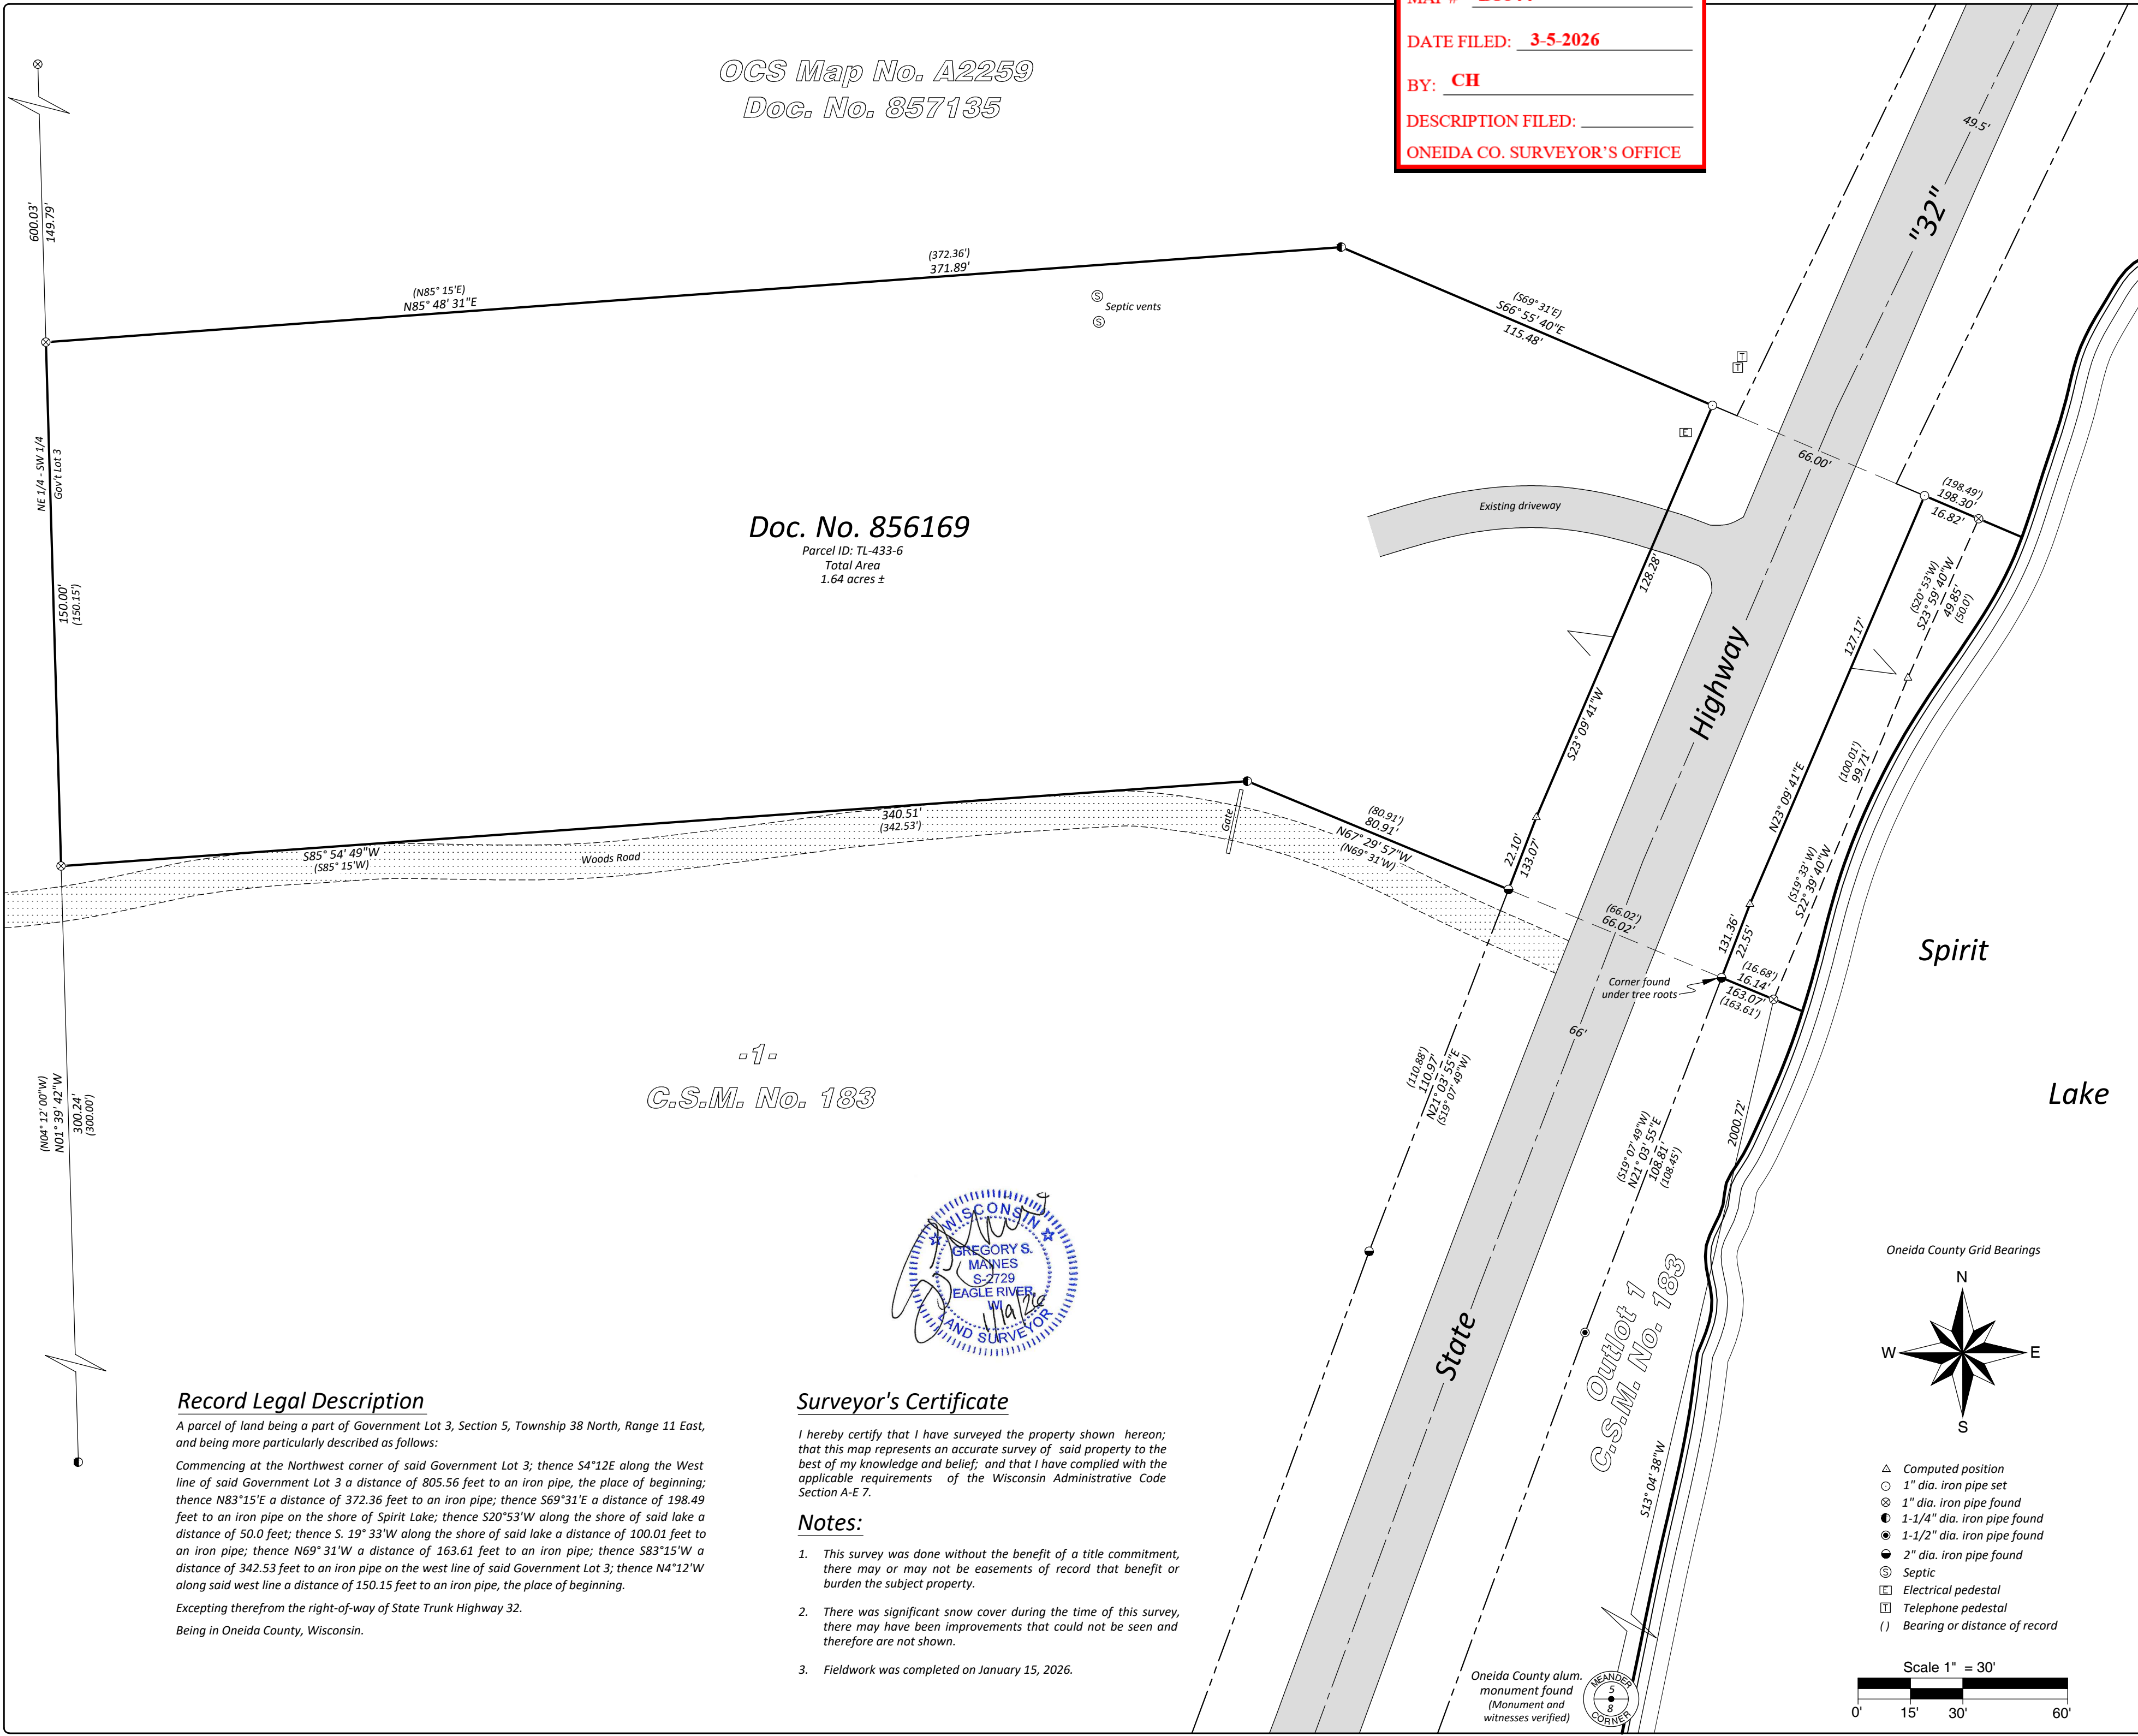 MAP #
DATE FILED: 3-5-2026
BY: CH
DESCRIPTION FILED:
ONEIDA CO. SURVEYOR'S OFFICE
OCS Map No. A2259
Doc. No. 857135
49.5'
"32"
600.03'
149.79'
(372.36')
371.89'
(N85° 15'E)
N85° 48' 31"E
S
Septic vents
S
(S69° 31'E)
S66° 55' 40"E
115.48'
T
T
E
66.00'
(198.49')
198.30'
16.82'
NE 1/4 - SW 1/4
Gov't Lot 3
Existing driveway
Doc. No. 856169
Parcel ID: TL-433-6
Total Area
1.64 acres ±
128.28'
(S20° 53'W)
S23° 59' 40"W
49.85'
(50.0')
150.00'
(150.15')
127.17'
Highway
S23° 09' 41"W
(100.01')
99.71'
N23° 09' 41"E
340.51'
(342.53')
Gate
(80.91')
80.91'
N67° 29' 57"W
(N69° 31'W)
22.10'
133.07'
S85° 54' 49"W
(S85° 15'W)
Woods Road
(S19° 33' W)
S22° 39' 40"W
(66.02')
66.02'
131.36'
22.55'
Spirit
(16.68')
16.14'
163.07'
(163.61')
Corner found
under tree roots
66'
-1-
C.S.M. No. 183
(110.88')
110.97'
N21° 03' 55"E
(S19° 07' 49"W)
Lake
(N04° 12' 00"W)
N01° 39' 42"W
300.24'
(300.00')
2000.72'
(S19° 07' 49"W)
N21° 03' 55"E
108.81'
(108.45')
WISCONSIN
GREGORY S.
MAINES
S-2729
EAGLE RIVER,
WI
LAND SURVEYOR
Oneida County Grid Bearings
N
W E
S
State
Outlot 1
C.S.M. No. 183
S13° 04' 38"W
Record Legal Description
A parcel of land being a part of Government Lot 3, Section 5, Township 38 North, Range 11 East,
and being more particularly described as follows:
Commencing at the Northwest corner of said Government Lot 3; thence S4°12E along the West
line of said Government Lot 3 a distance of 805.56 feet to an iron pipe, the place of beginning;
thence N83°15'E a distance of 372.36 feet to an iron pipe; thence S69°31'E a distance of 198.49
feet to an iron pipe on the shore of Spirit Lake; thence S20°53'W along the shore of said lake a
distance of 50.0 feet; thence S. 19° 33'W along the shore of said lake a distance of 100.01 feet to
an iron pipe; thence N69° 31'W a distance of 163.61 feet to an iron pipe; thence S83°15'W a
distance of 342.53 feet to an iron pipe on the west line of said Government Lot 3; thence N4°12'W
along said west line a distance of 150.15 feet to an iron pipe, the place of beginning.
Excepting therefrom the right-of-way of State Trunk Highway 32.
Being in Oneida County, Wisconsin.
Surveyor's Certificate
I hereby certify that I have surveyed the property shown hereon;
that this map represents an accurate survey of said property to the
best of my knowledge and belief; and that I have complied with the
applicable requirements of the Wisconsin Administrative Code
Section A-E 7.
Notes:
1. This survey was done without the benefit of a title commitment,
there may or may not be easements of record that benefit or
burden the subject property.
2. There was significant snow cover during the time of this survey,
there may have been improvements that could not be seen and
therefore are not shown.
3. Fieldwork was completed on January 15, 2026.
Computed position
1" dia. iron pipe set
1" dia. iron pipe found
1-1/4" dia. iron pipe found
1-1/2" dia. iron pipe found
2" dia. iron pipe found
S Septic
E Electrical pedestal
T Telephone pedestal
( ) Bearing or distance of record
Scale 1" = 30'
0' 15' 30' 60'
Oneida County alum.
monument found
(Monument and
witnesses verified)
MEANDER
5
8
CORNER